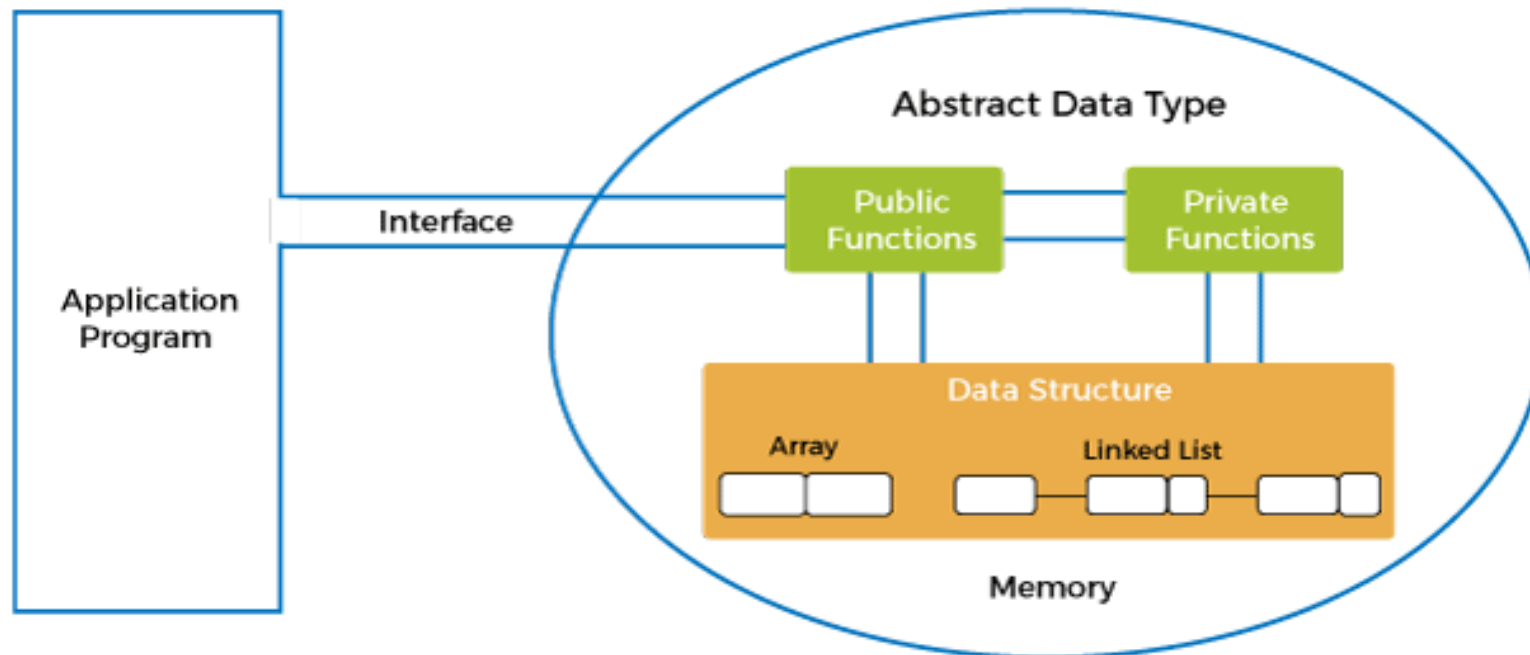 Abstract Data Type
Interface
Public
Functions
Private
Functions
Application
Program
Data Structure
Array
Linked List
Memory